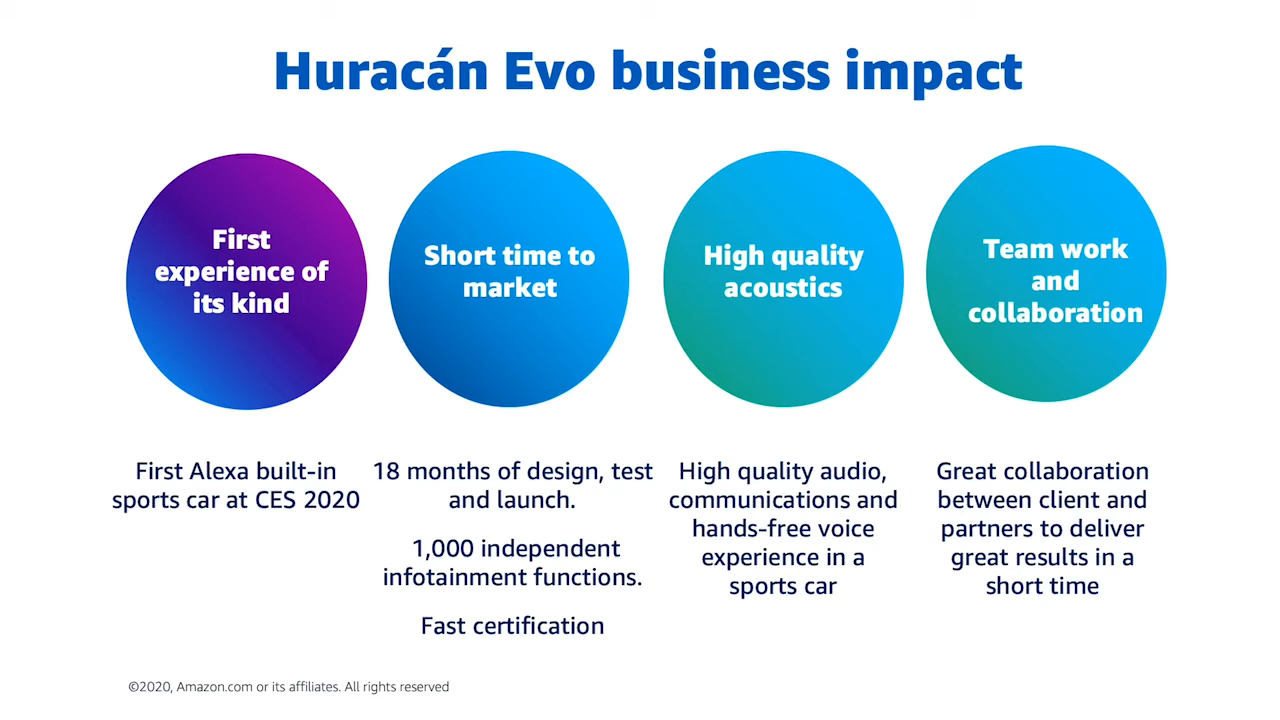 Huracán Evo business impact
First
experience of
its kind
Short time to
market
High quality
acoustics
Team work
and
collaboration
First Alexa built-in
sports car at CES 2020
18 months of design, test
and launch.
1,000 independent
infotainment functions.
Fast certification
High quality audio,
communications and
hands-free voice
experience in a
sports car
Great collaboration
between client and
partners to deliver
great results in a
short time
©2020, Amazon.com or its affiliates. All rights reserved